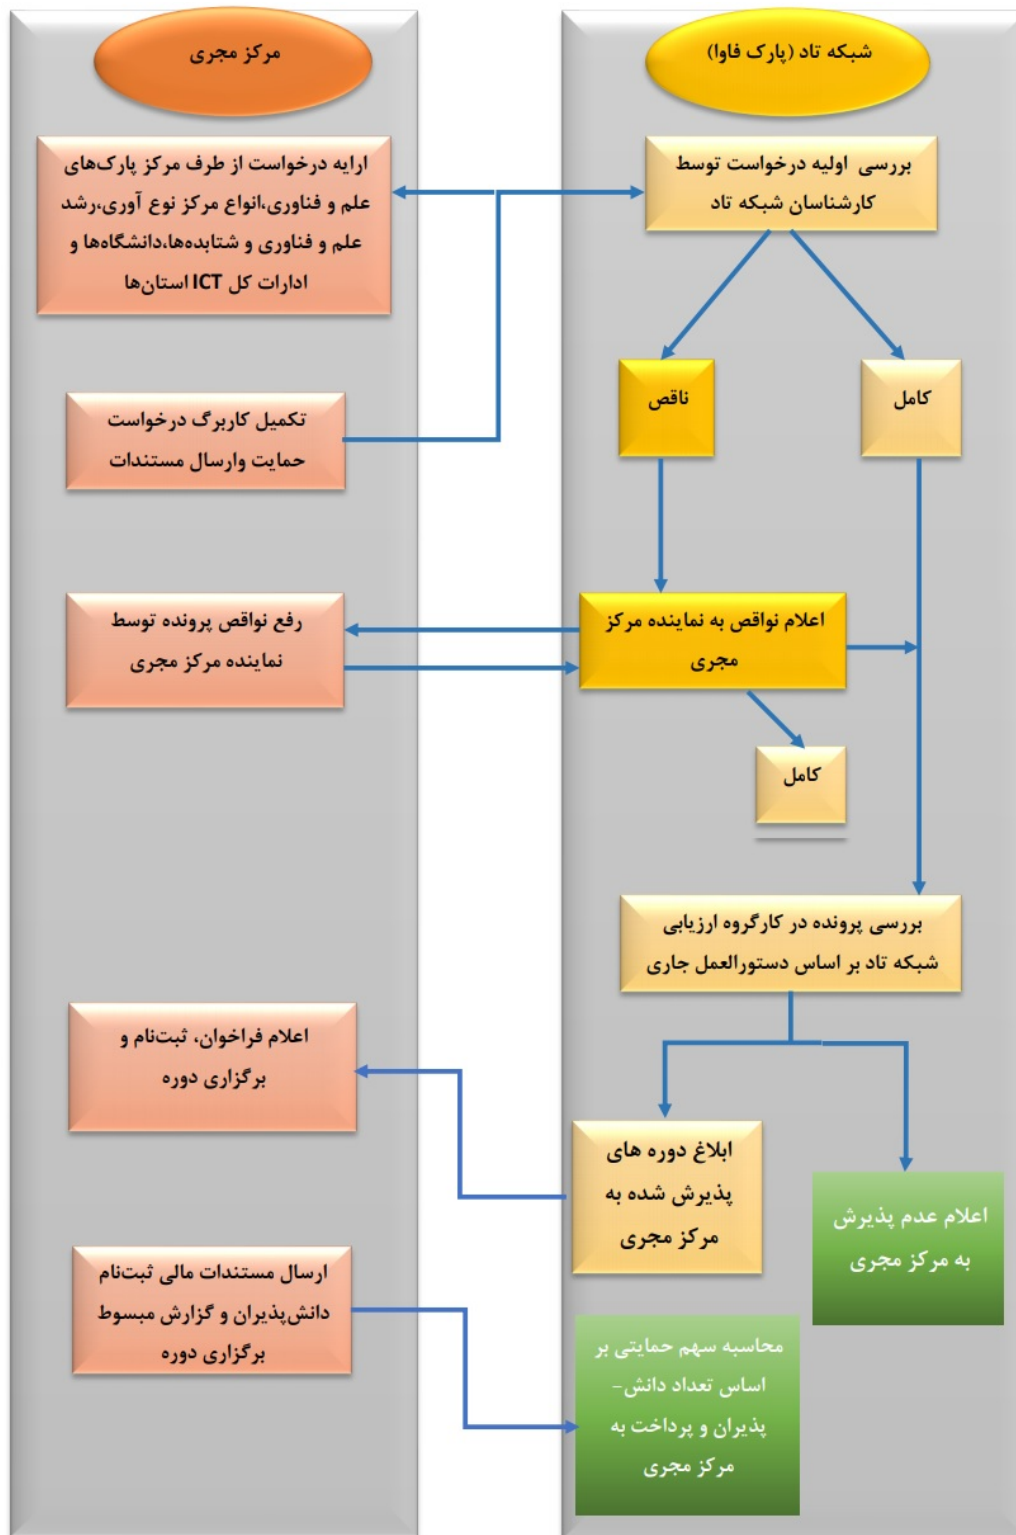 شبکه تاد (پارک فاوا)
بررسی اولیه درخواست توسط
کارشناسان شبکه تاد
ناقص
کامل
اعلام نواقص به نماینده مرکز
مجری
کامل
بررسی پرونده در کارگروه ارزیابی
شبکه تاد بر اساس دستورالعمل جاری
ابلاغ دوره های
پذیرش شده به
مرکز مجری
اعلام عدم پذیرش
به مرکز مجری
محاسبه سهم حمایتی بر
اساس تعداد دانش-
پذیران و پرداخت به
مرکز مجری
مرکز مجری
ارایه درخواست از طرف مرکز پارک‌های
علم و فناوری،انواع مرکز نوع آوری،رشد
علم و فناوری و شتابده‌ها،دانشگاه‌ها و
ادارات کل ICT استان‌ها
تکمیل کاربرگ درخواست
حمایت وارسال مستندات
رفع نواقص پرونده توسط
نماینده مرکز مجری
اعلام فراخوان، ثبت‌نام و
برگزاری دوره
ارسال مستندات مالی ثبت‌نام
دانش‌پذیران و گزارش مبسوط
برگزاری دوره